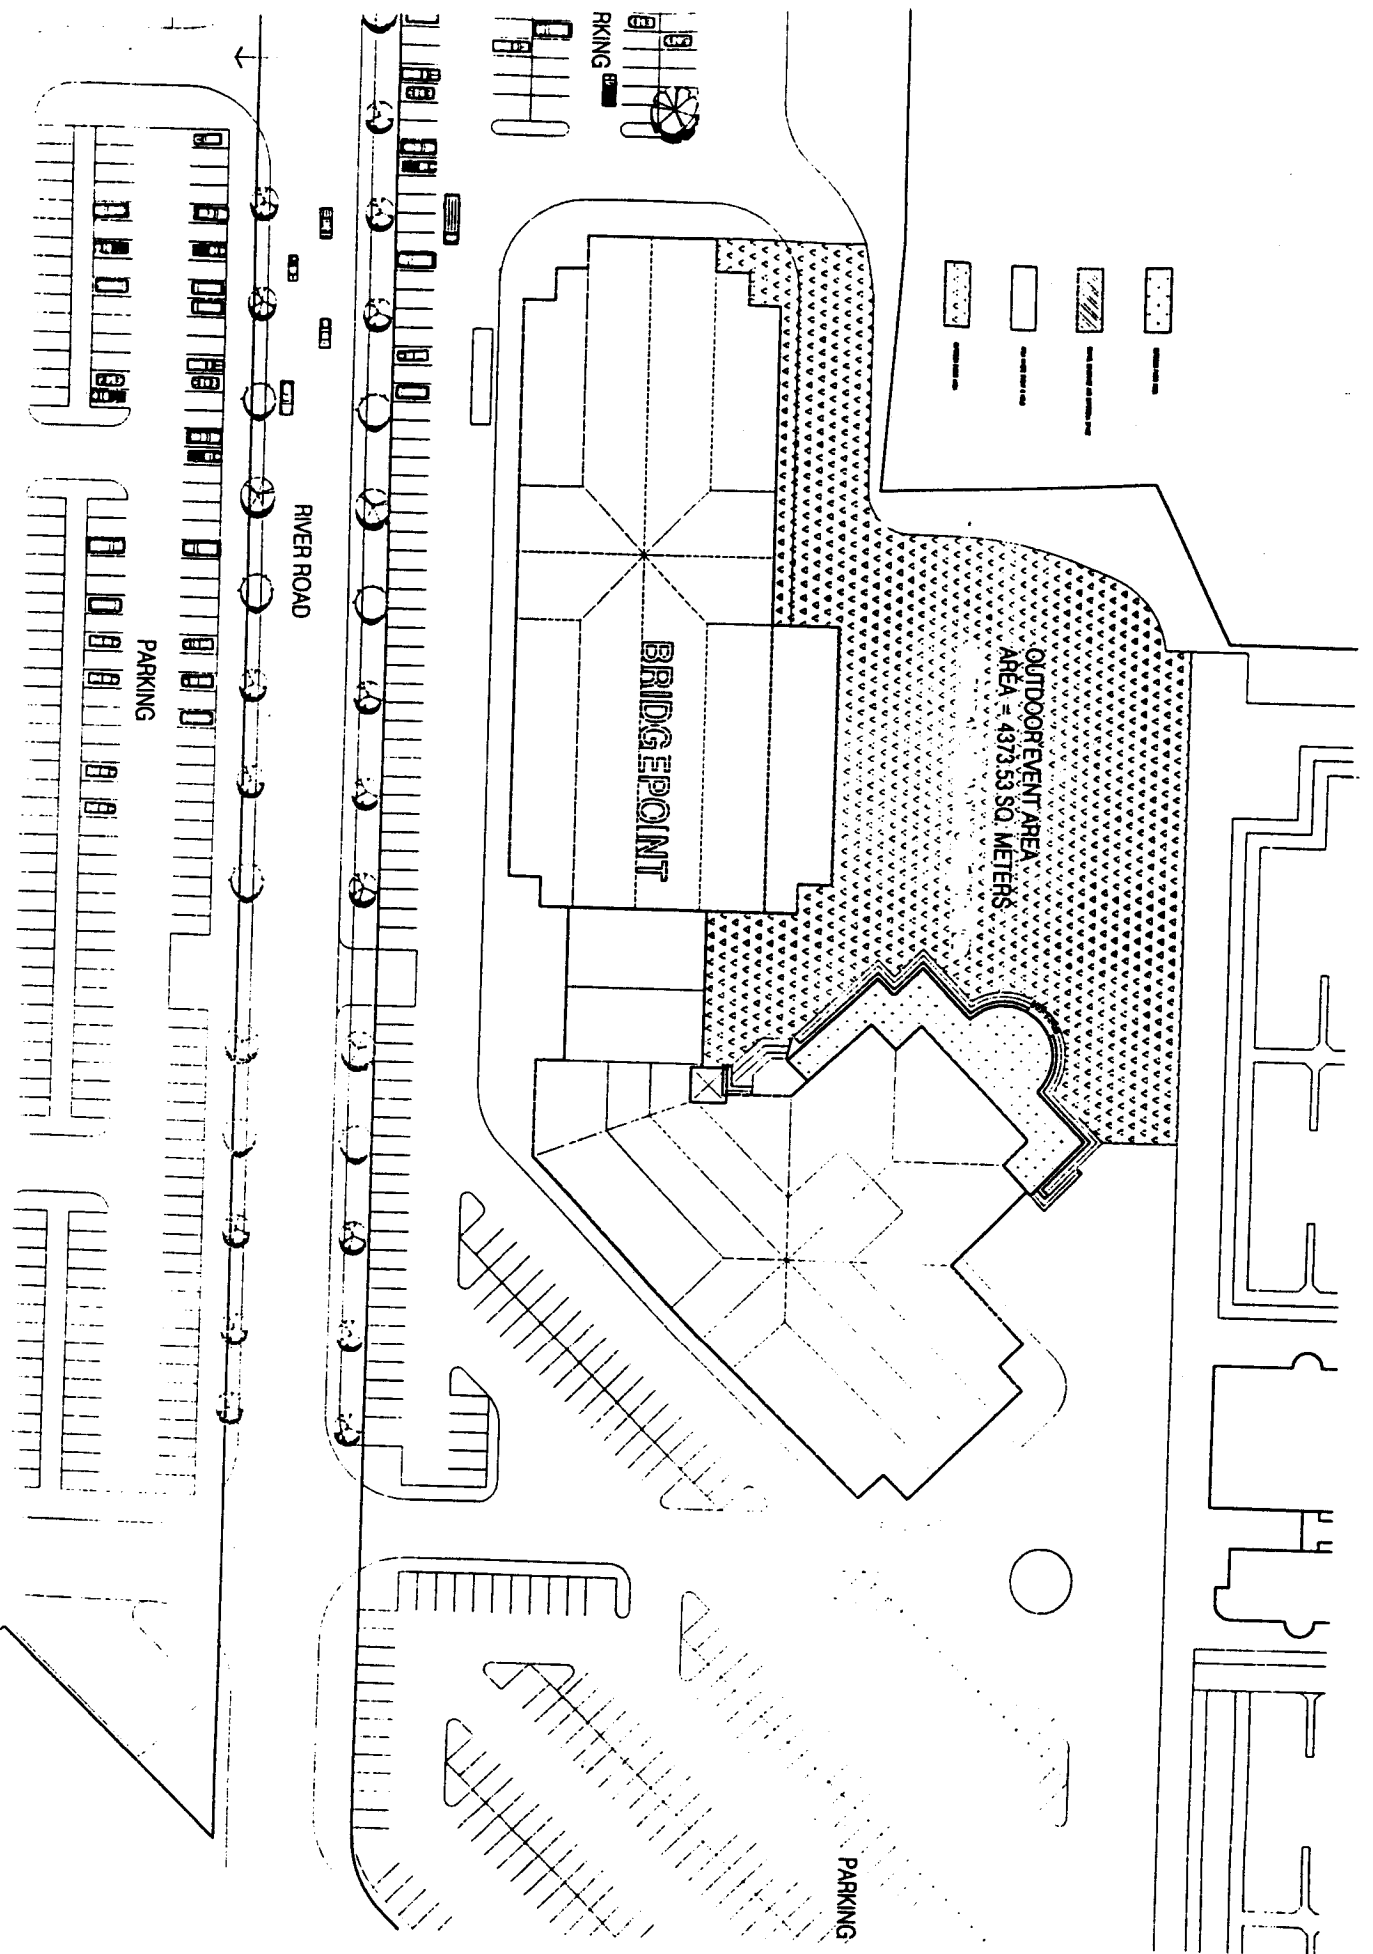 RKING
RIVER ROAD
PARKING
BRIDGEPOINT
OUTDOOR EVENT AREA
AREA = 4373.53 SQ. METERS
PARKING